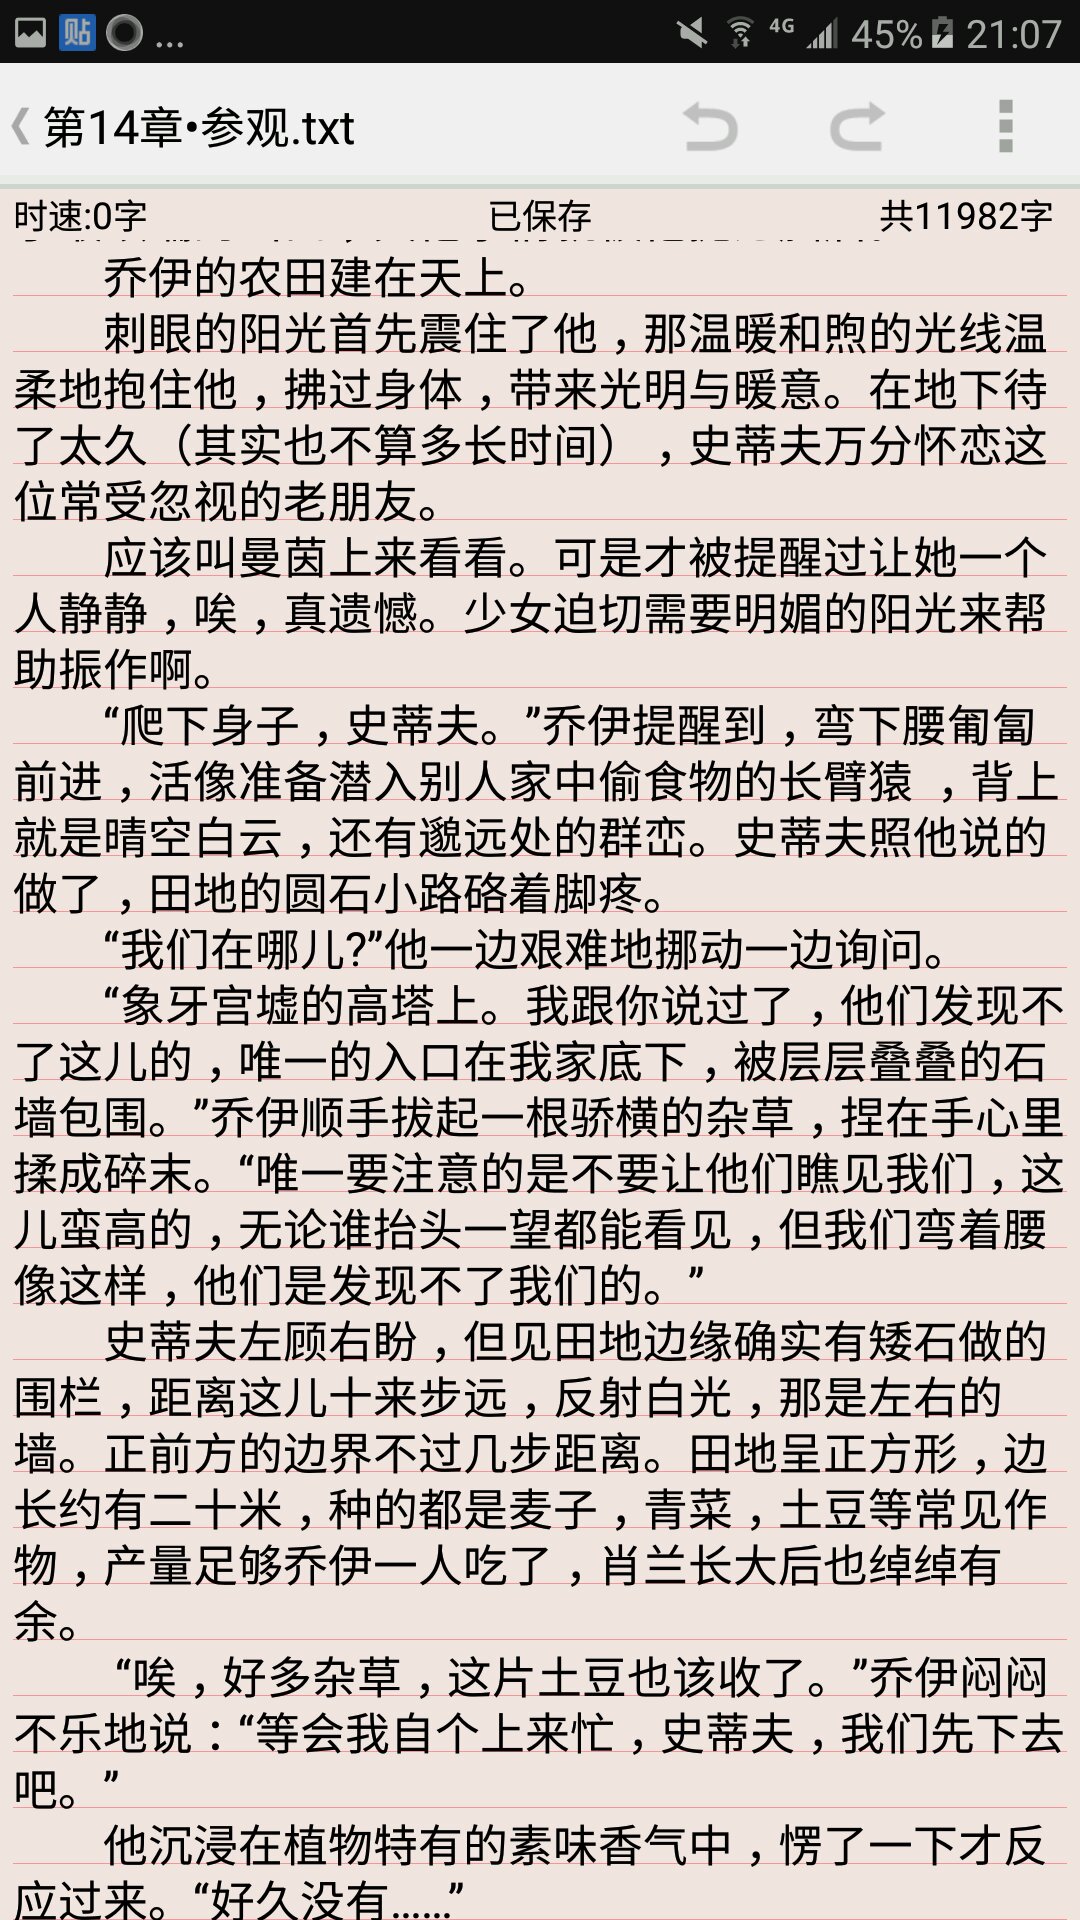 贴 ... 4G 45% 21:07
第14章•参观.txt
时速:0字 已保存 共11982字
乔伊的农田建在天上。
刺眼的阳光首先震住了他，那温暖和煦的光线温
柔地抱住他，拂过身体，带来光明与暖意。在地下待
了太久（其实也不算多长时间），史蒂夫万分怀恋这
位常受忽视的老朋友。
应该叫曼茵上来看看。可是才被提醒过让她一个
人静静，唉，真遗憾。少女迫切需要明媚的阳光来帮
助振作啊。
“爬下身子，史蒂夫。”乔伊提醒到，弯下腰匍匐
前进，活像准备潜入别人家中偷食物的长臂猿 ，背上
就是晴空白云，还有邈远处的群峦。史蒂夫照他说的
做了，田地的圆石小路硌着脚疼。
“我们在哪儿?”他一边艰难地挪动一边询问。
“象牙宫墟的高塔上。我跟你说过了，他们发现不
了这儿的，唯一的入口在我家底下，被层层叠叠的石
墙包围。”乔伊顺手拔起一根骄横的杂草，捏在手心里
揉成碎末。“唯一要注意的是不要让他们瞧见我们，这
儿蛮高的，无论谁抬头一望都能看见，但我们弯着腰
像这样，他们是发现不了我们的。”
史蒂夫左顾右盼，但见田地边缘确实有矮石做的
围栏，距离这儿十来步远，反射白光，那是左右的
墙。正前方的边界不过几步距离。田地呈正方形，边
长约有二十米，种的都是麦子，青菜，土豆等常见作
物，产量足够乔伊一人吃了，肖兰长大后也绰绰有
余。
“唉，好多杂草，这片土豆也该收了。”乔伊闷闷
不乐地说：“等会我自个上来忙，史蒂夫，我们先下去
吧。”
他沉浸在植物特有的素味香气中，愣了一下才反
应过来。“好久没有......”